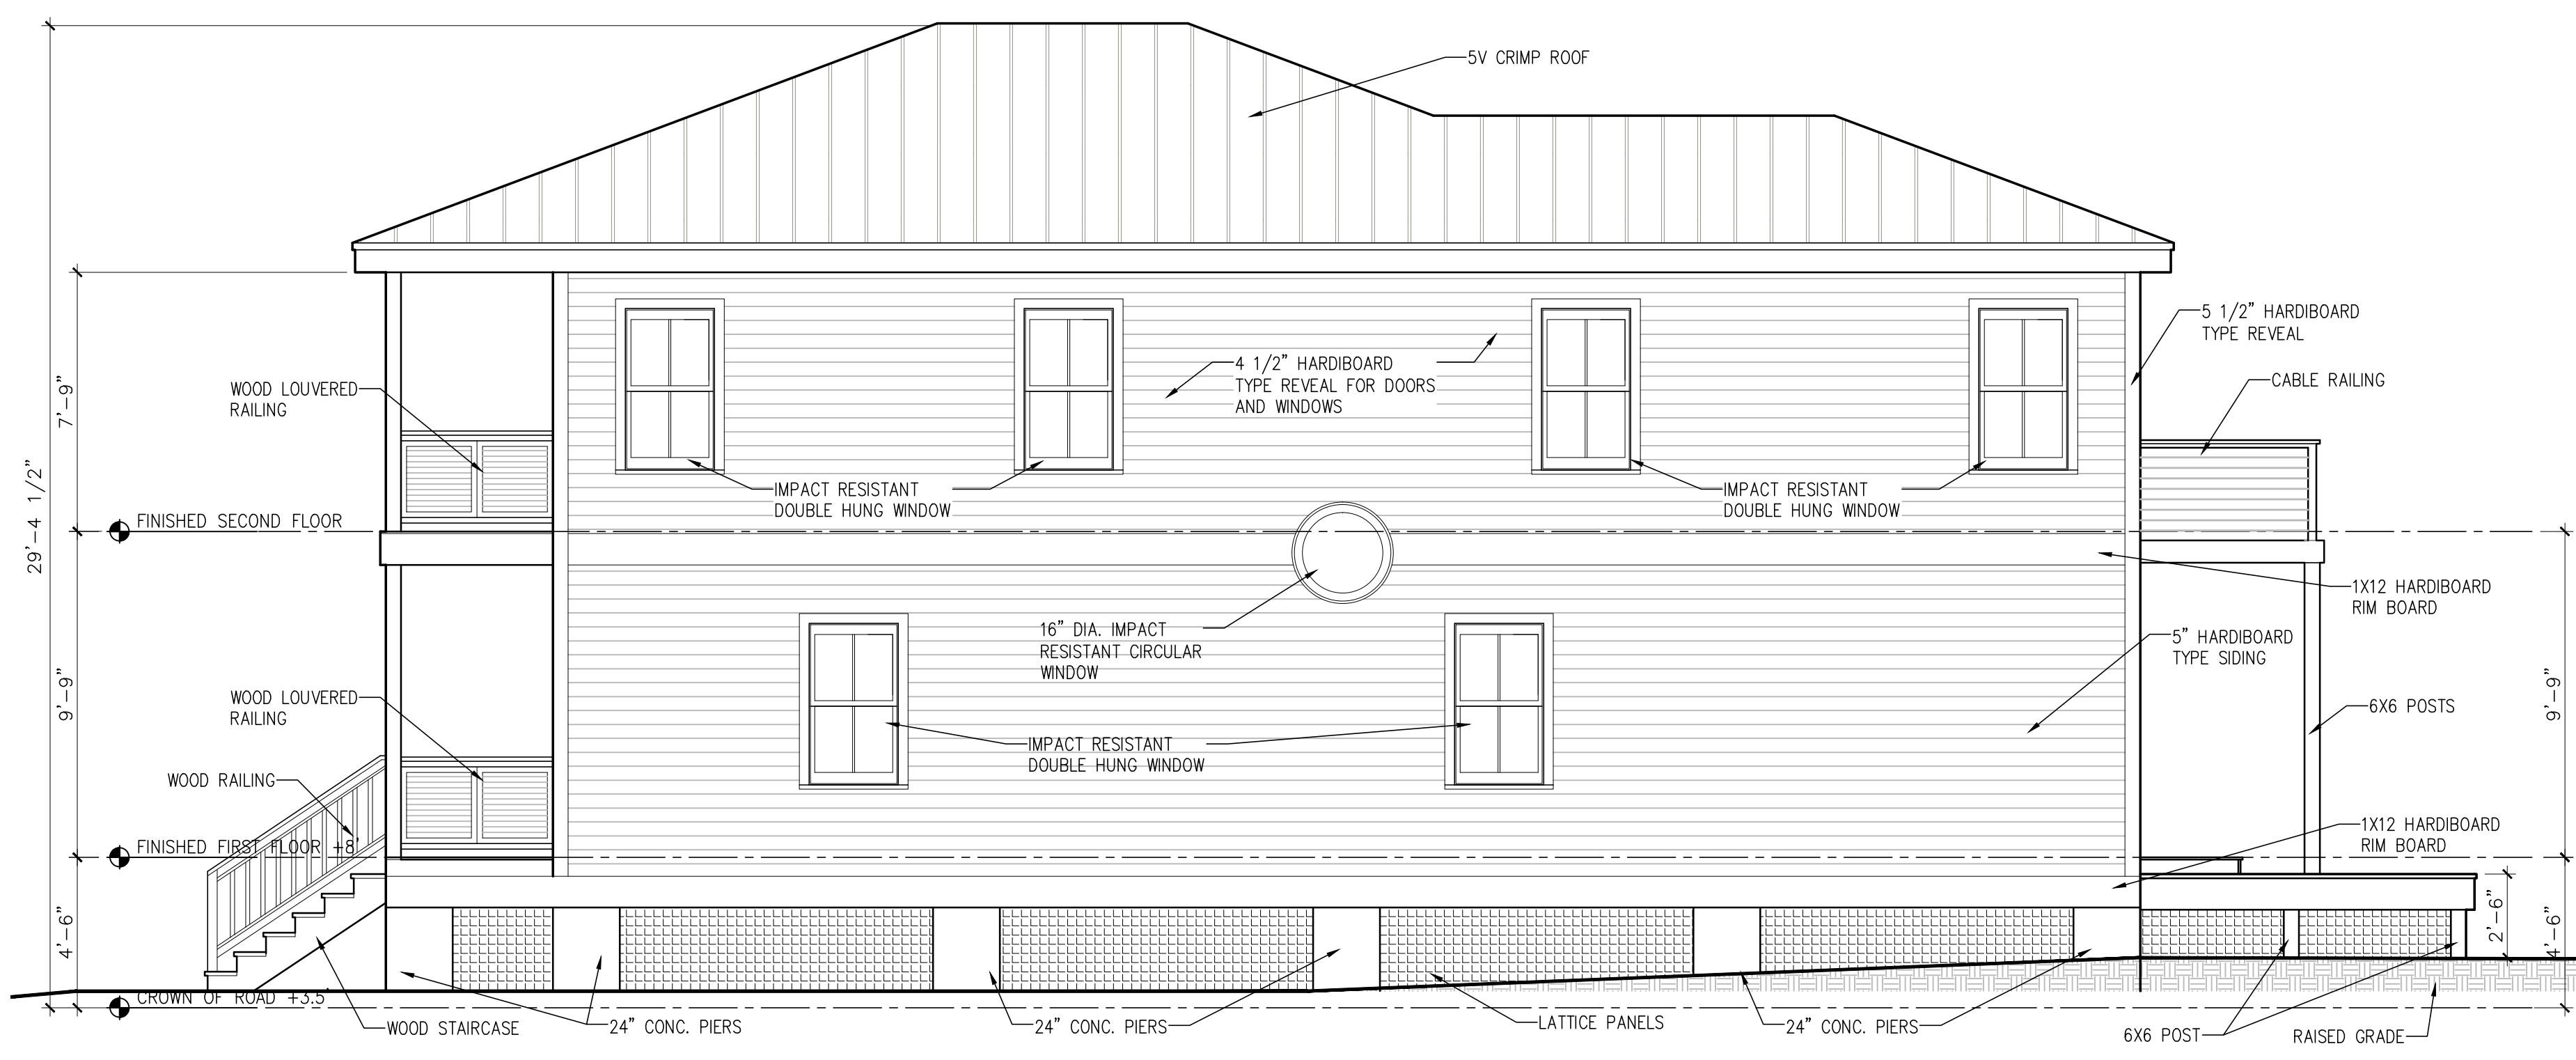 5V CRIMP ROOF
5 1/2" HARDIBOARD
TYPE REVEAL
4 1/2" HARDIBOARD
TYPE REVEAL FOR DOORS
AND WINDOWS
CABLE RAILING
WOOD LOUVERED
RAILING
7'-9"
29'-4 1/2"
IMPACT RESISTANT
DOUBLE HUNG WINDOW
IMPACT RESISTANT
DOUBLE HUNG WINDOW
FINISHED SECOND FLOOR
1X12 HARDIBOARD
RIM BOARD
16" DIA. IMPACT
RESISTANT CIRCULAR
WINDOW
5" HARDIBOARD
TYPE SIDING
9'-9"
WOOD LOUVERED
RAILING
6X6 POSTS
9'-9"
IMPACT RESISTANT
DOUBLE HUNG WINDOW
WOOD RAILING
1X12 HARDIBOARD
RIM BOARD
FINISHED FIRST FLOOR +8'
4'-6"
2'-6"
4'-6"
CROWN OF ROAD +3.5'
WOOD STAIRCASE
24" CONC. PIERS
24" CONC. PIERS
LATTICE PANELS
24" CONC. PIERS
6X6 POST
RAISED GRADE